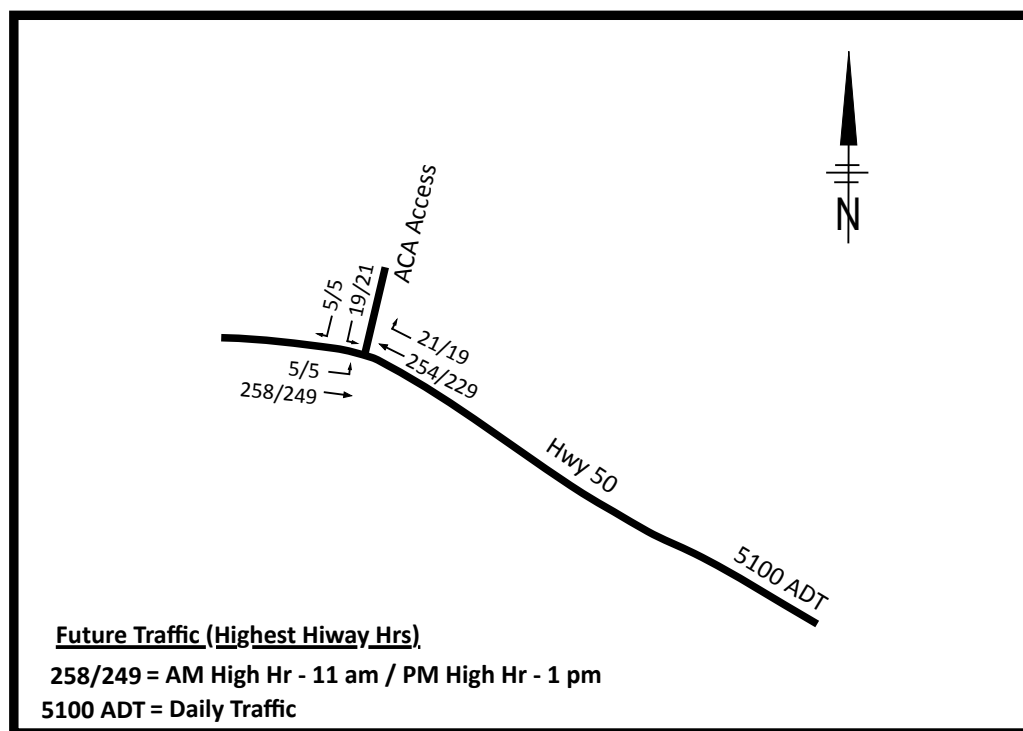 N
ACA Access
5/5
19/21
21/19
254/229
5/5
258/249
Hwy 50
5100 ADT
Future Traffic (Highest Hiway Hrs)
258/249 = AM High Hr - 11 am / PM High Hr - 1 pm
5100 ADT = Daily Traffic